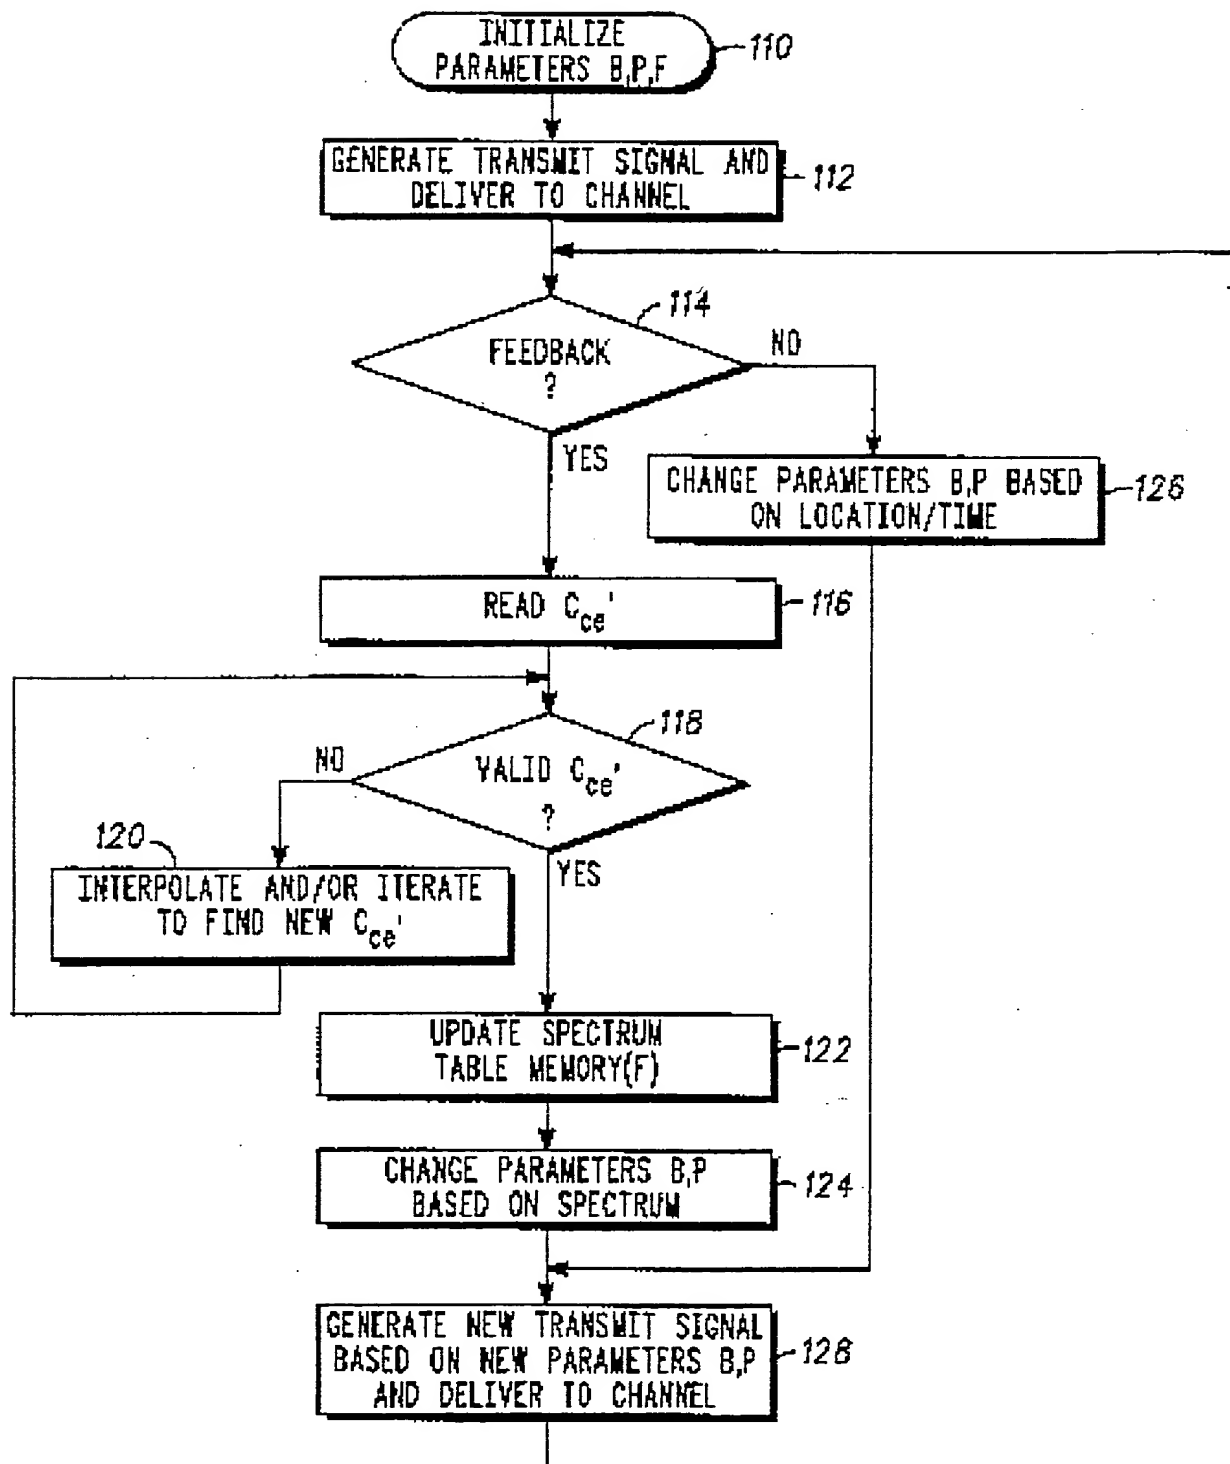 INITIALIZE
PARAMETERS B,P,F
110
GENERATE TRANSMIT SIGNAL AND
DELIVER TO CHANNEL
112
114
FEEDBACK
?
NO
YES
CHANGE PARAMETERS B,P BASED
ON LOCATION/TIME
126
READ Cce'
116
118
NO
VALID Cce'
?
YES
120
INTERPOLATE AND/OR ITERATE
TO FIND NEW Cce'
UPDATE SPECTRUM
TABLE MEMORY(F)
122
CHANGE PARAMETERS B,P
BASED ON SPECTRUM
124
GENERATE NEW TRANSMIT SIGNAL
BASED ON NEW PARAMETERS B,P
AND DELIVER TO CHANNEL
128